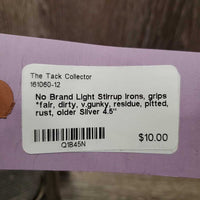 The Tack Collector
161060-12
No Brand Light Stirrup Irons, grips
*fair, dirty, v.gunky, residue, pitted,
rust, older Silver 4.5"
$10.00
Q1B45N